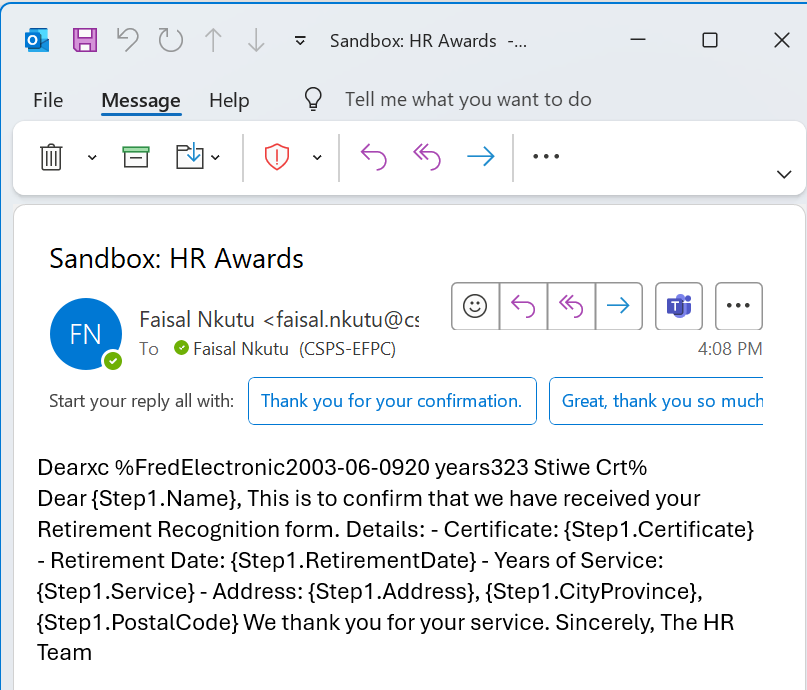 Sandbox: HR Awards -...
File Message Help Tell me what you want to do
Sandbox: HR Awards
FN
Faisal Nkutu <faisal.nkutu@cs
To Faisal Nkutu (CSPS-EFPC)
4:08 PM
Start your reply all with: Thank you for your confirmation. Great, thank you so much
Dearxc %FredElectronic2003-06-0920 years323 Stiwe Crt%
Dear {Step1.Name}, This is to confirm that we have received your
Retirement Recognition form. Details: - Certificate: {Step1.Certificate}
- Retirement Date: {Step1.RetirementDate} - Years of Service:
{Step1.Service} - Address: {Step1.Address}, {Step1.CityProvince},
{Step1.PostalCode} We thank you for your service. Sincerely, The HR
Team